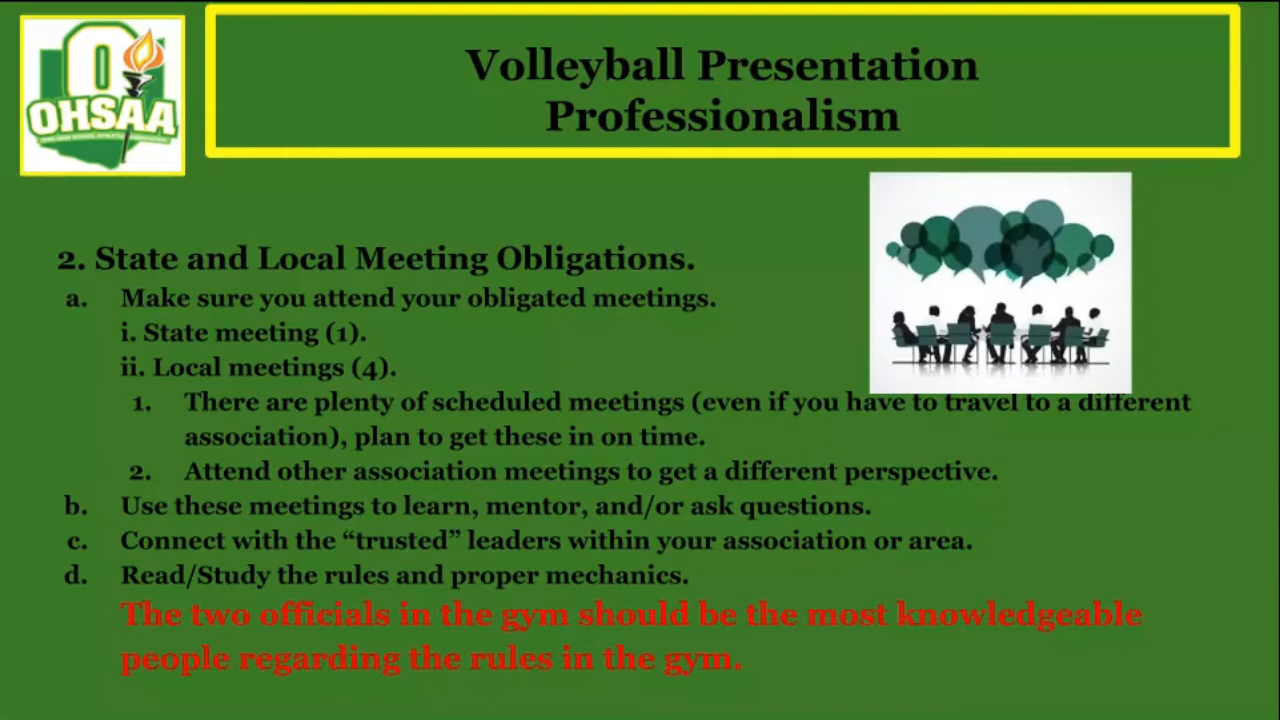 OHSAA
Volleyball Presentation
Professionalism
2. State and Local Meeting Obligations.
a. Make sure you attend your obligated meetings.
i. State meeting (1).
ii. Local meetings (4).
1. There are plenty of scheduled meetings (even if you have to travel to a different
association), plan to get these in on time.
2. Attend other association meetings to get a different perspective.
b. Use these meetings to learn, mentor, and/or ask questions.
c. Connect with the “trusted” leaders within your association or area.
d. Read/Study the rules and proper mechanics.
The two officials in the gym should be the most knowledgeable
people regarding the rules in the gym.